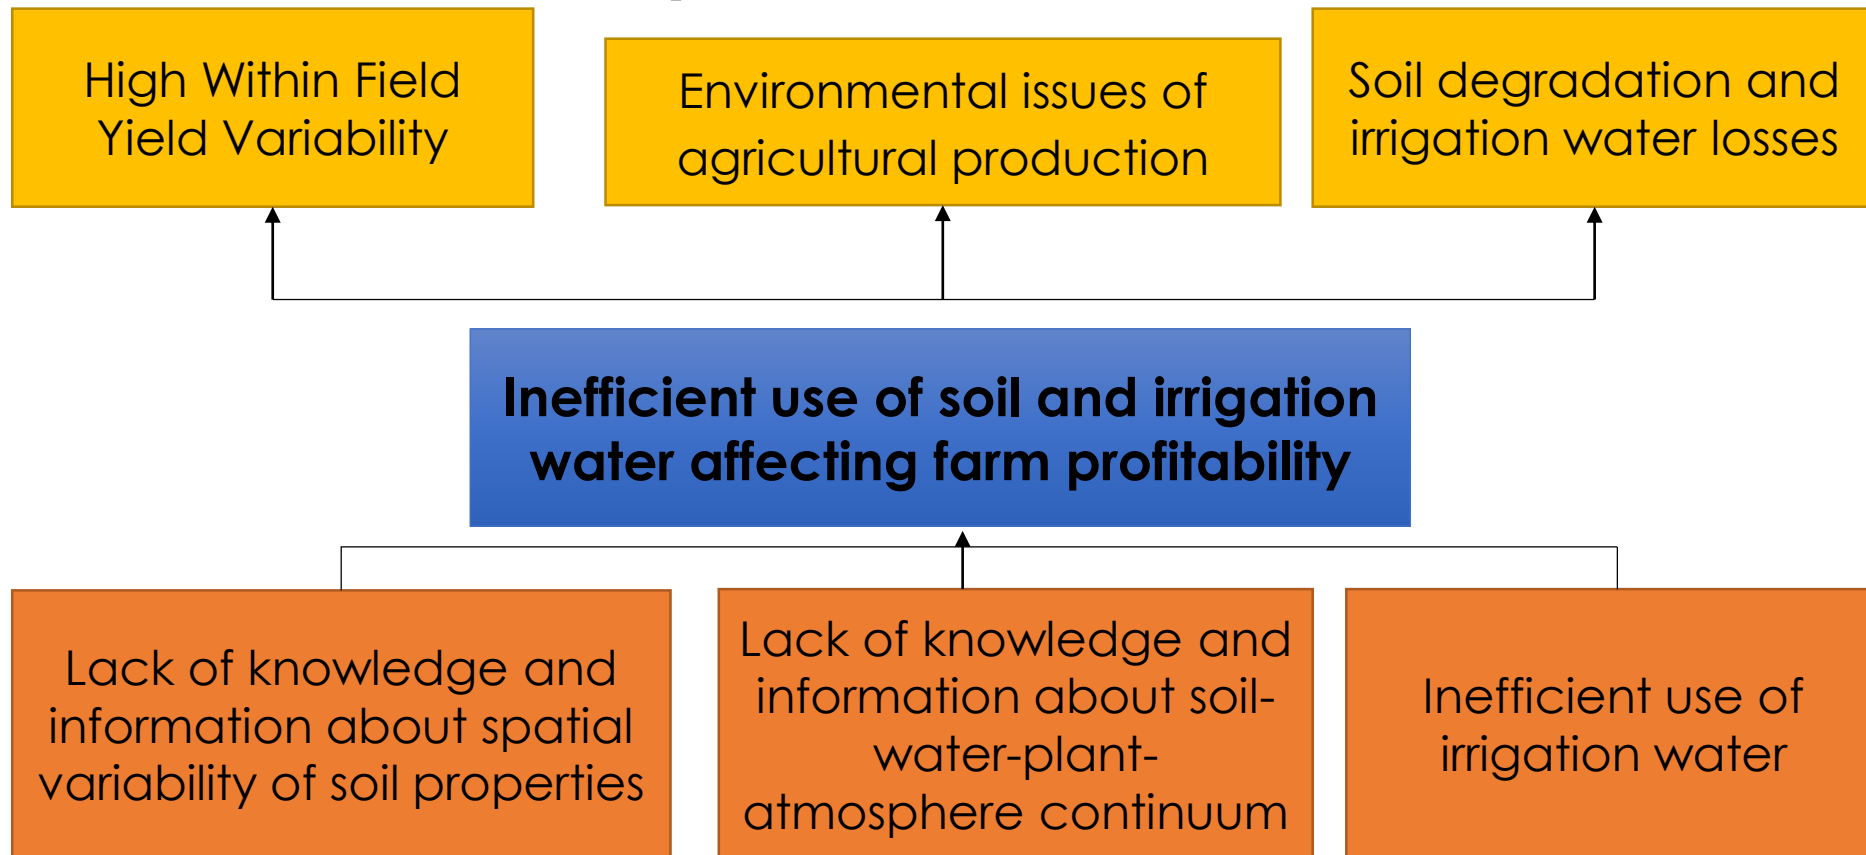 High Within Field
Yield Variability
Environmental issues of
agricultural production
Soil degradation and
irrigation water losses
Inefficient use of soil and irrigation
water affecting farm profitability
Lack of knowledge and
information about spatial
variability of soil properties
Lack of knowledge and
information about soil-
water-plant-
atmosphere continuum
Inefficient use of
irrigation water